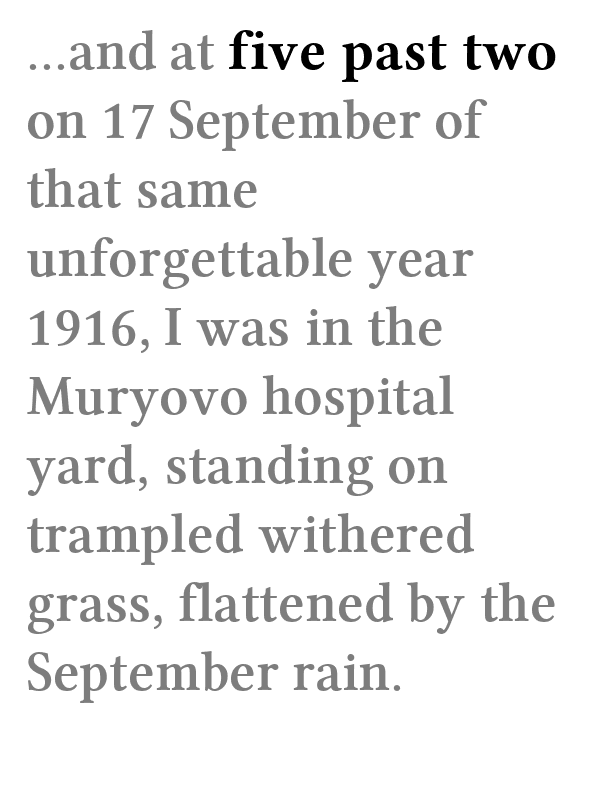 ...and at five past two
on 17 September of
that same
unforgettable year
1916, I was in the
Muryovo hospital
yard, standing on
trampled withered
grass, flattened by the
September rain.